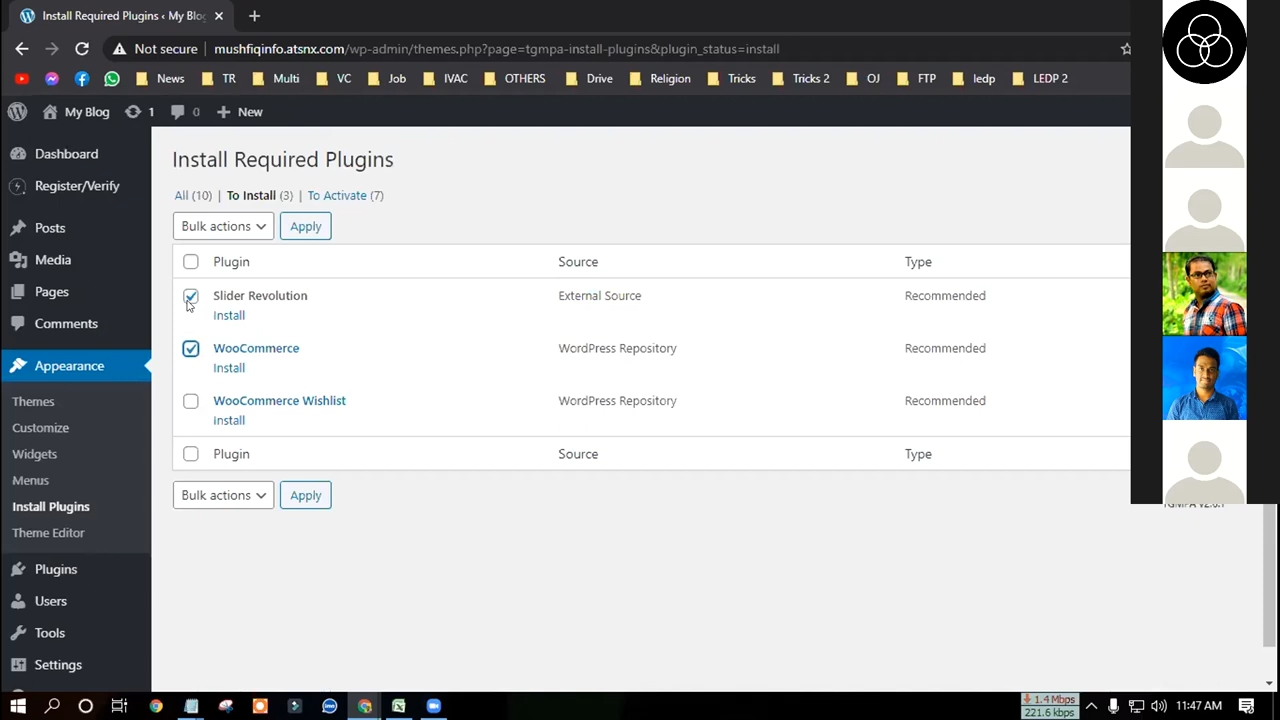 Install Required Plugins ‹ My Blog
Not secure mushfiqinfo.atsnx.com/wp-admin/themes.php?page=tgmpa-install-plugins&plugin_status=install
News TR Multi VC Job IVAC OTHERS Drive Religion Tricks Tricks 2 OJ FTP ledp LEDP 2
My Blog 1 0 New
Dashboard
Register/Verify
Posts
Media
Pages
Comments
Appearance
Themes
Customize
Widgets
Menus
Install Plugins
Theme Editor
Plugins
Users
Tools
Settings
Install Required Plugins
All (10) | To Install (3) | To Activate (7)
Bulk actions Apply
Plugin Source Type
Slider Revolution External Source Recommended
Install
WooCommerce WordPress Repository Recommended
Install
WooCommerce Wishlist WordPress Repository Recommended
Install
Plugin Source Type
Bulk actions Apply
1.4 Mbps
221.6 kbps
11:47 AM